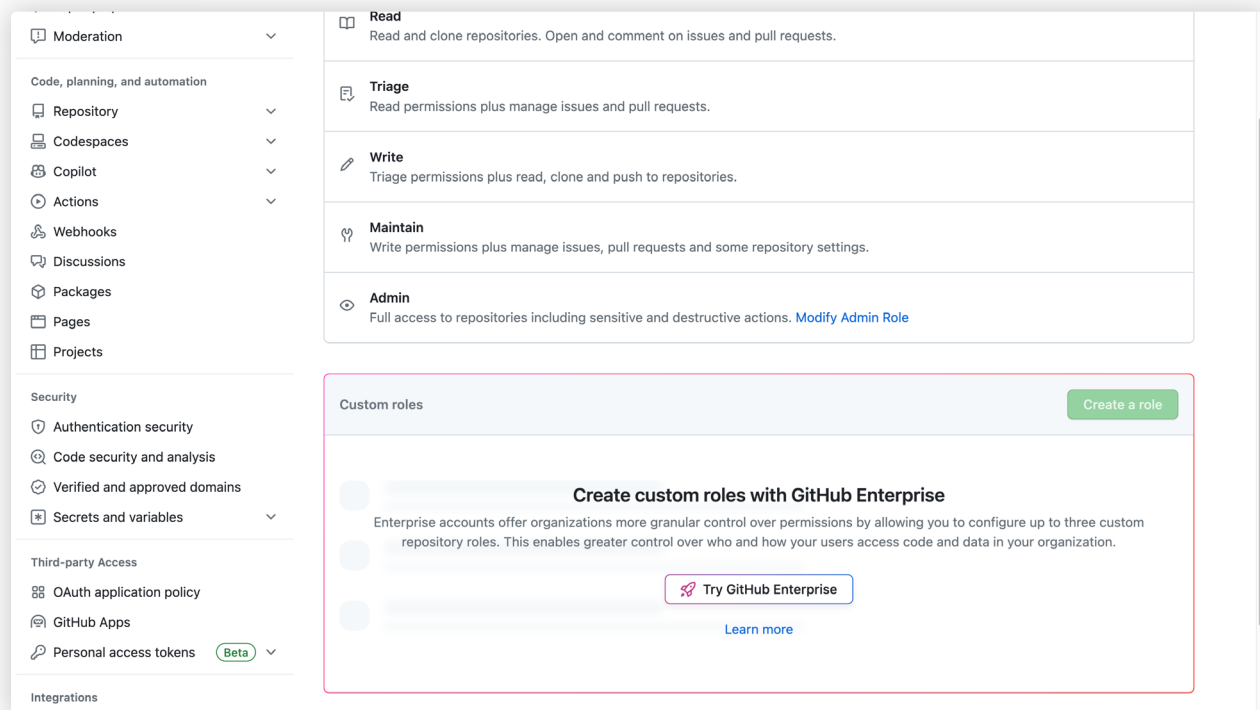 Moderation
Code, planning, and automation
Repository
Codespaces
Copilot
Actions
Webhooks
Discussions
Packages
Pages
Projects
Security
Authentication security
Code security and analysis
Verified and approved domains
Secrets and variables
Third-party Access
OAuth application policy
GitHub Apps
Personal access tokens Beta
Integrations
Read
Read and clone repositories. Open and comment on issues and pull requests.
Triage
Read permissions plus manage issues and pull requests.
Write
Triage permissions plus read, clone and push to repositories.
Maintain
Write permissions plus manage issues, pull requests and some repository settings.
Admin
Full access to repositories including sensitive and destructive actions. Modify Admin Role
Custom roles
Create a role
Create custom roles with GitHub Enterprise
Enterprise accounts offer organizations more granular control over permissions by allowing you to configure up to three custom
repository roles. This enables greater control over who and how your users access code and data in your organization.
Try GitHub Enterprise
Learn more